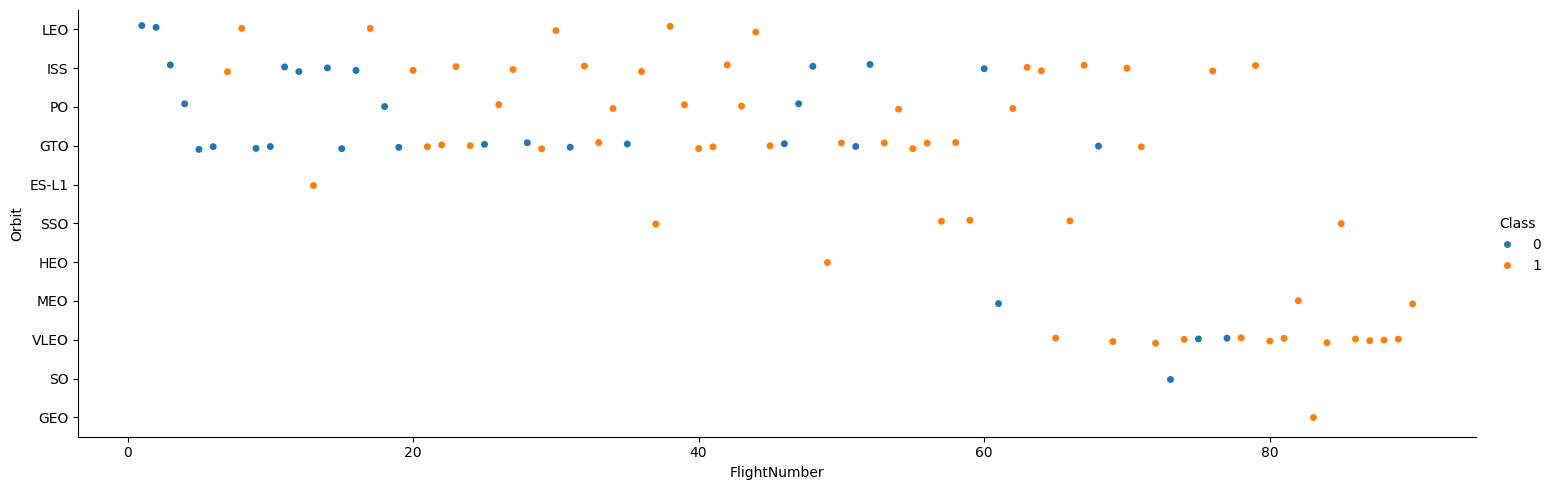 LEO
ISS
PO
GTO
ES-L1
SSO
HEO
MEO
VLEO
SO
GEO
Orbit
0 20 40 60 80
FlightNumber
Class
0
1